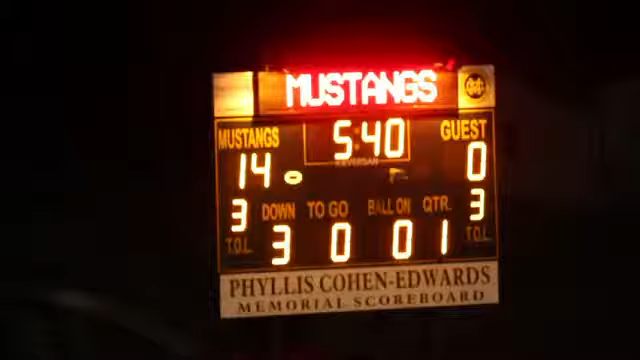 MUSTANGS
MUSTANGS 5:40 GUEST
14 0
3 DOWN TO GO BALL ON QTR. 3
T.O.L. 3 0 01 1 T.O.L.
PHYLLIS COHEN-EDWARDS
MEMORIAL SCOREBOARD